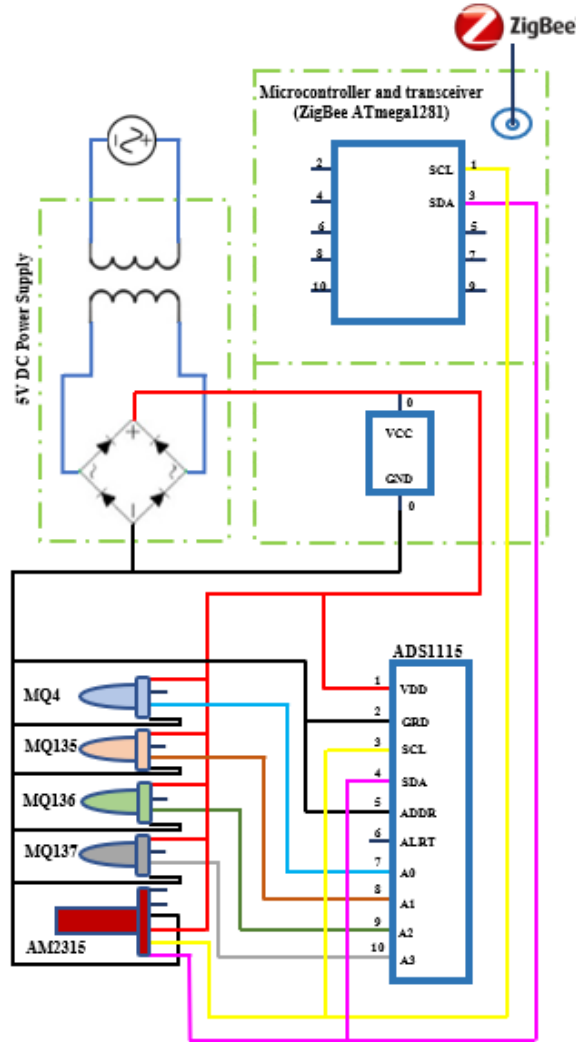 Z ZigBee
Microcontroller and transceiver
(ZigBee ATmega1281)
2 SCL 1
4 SDA 3
6 5
8 7
10 9
5V DC Power Supply
+
~ ~
−
0
VCC
GND
0
ADS1115
1 VDD
2 GRD
3 SCL
4 SDA
5 ADDR
6 ALRT
7 A0
8 A1
9 A2
10 A3
MQ4
MQ135
MQ136
MQ137
AM2315